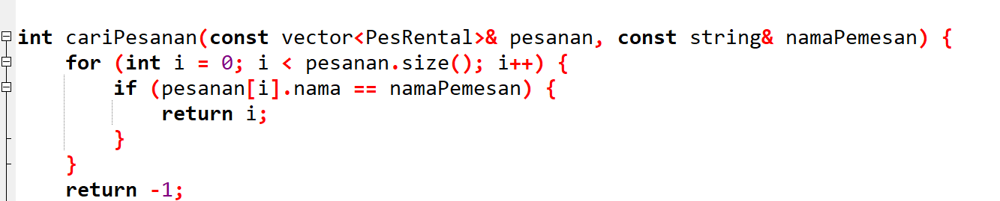 int cariPesanan(const vector<PesRental>& pesanan, const string& namaPemesan) {
    for (int i = 0; i < pesanan.size(); i++) {
        if (pesanan[i].nama == namaPemesan) {
            return i;
        }
    }
    return -1;